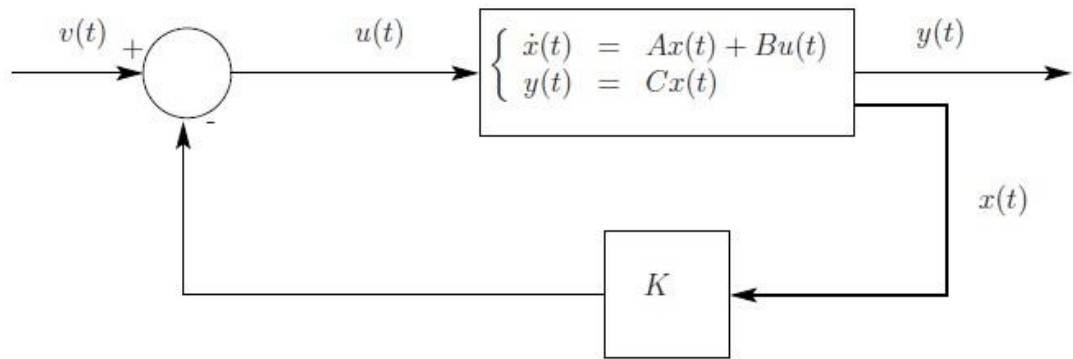 v(t)
+
u(t)
ẋ(t) = Ax(t) + Bu(t)
y(t) = Cx(t)
y(t)
-
x(t)
K